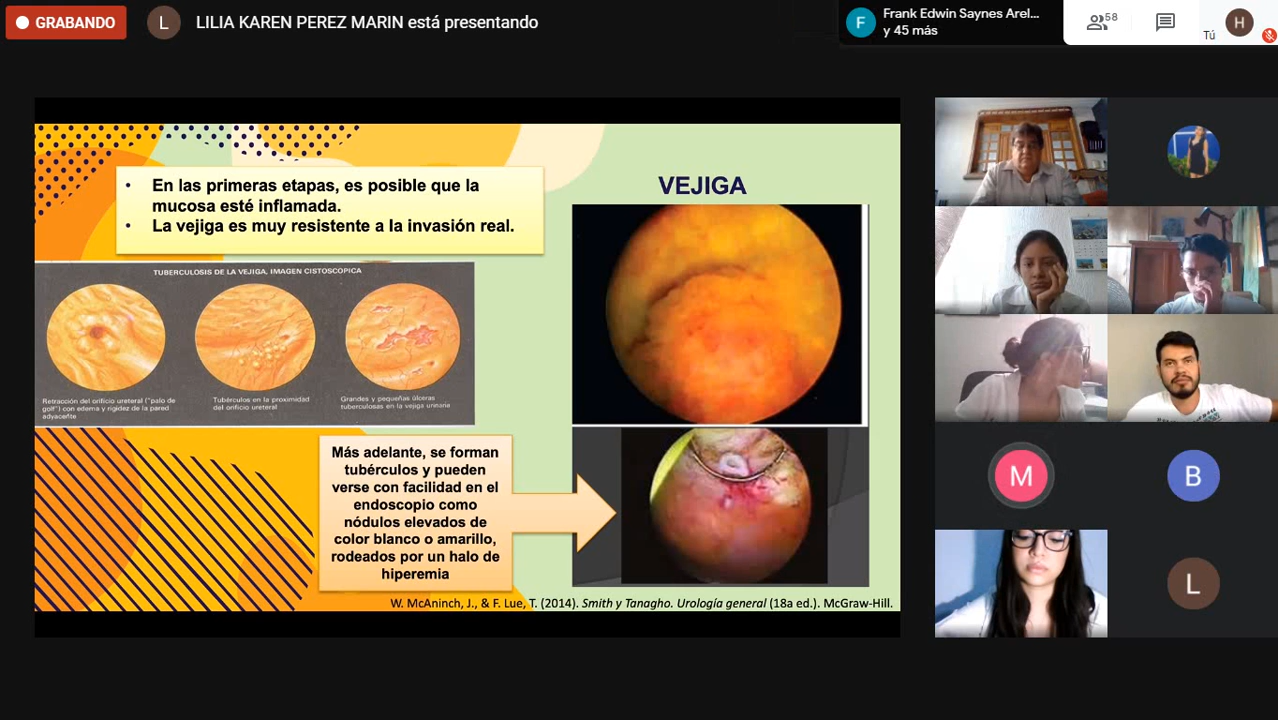 GRABANDO
L
LILIA KAREN PEREZ MARIN está presentando
F
Frank Edwin Saynes Arel...
y 45 más
58
Tú
H
• En las primeras etapas, es posible que la
mucosa esté inflamada.
• La vejiga es muy resistente a la invasión real.
VEJIGA
TUBERCULOSIS DE LA VEJIGA, IMAGEN CISTOSCOPICA
Retracción del orificio ureteral ("palo de
golf") con edema y rigidez de la pared
adyacente
Tubérculos en la proximidad
del orificio ureteral
Grandes y pequeñas úlceras
tuberculosas en la vejiga urinaria
Más adelante, se forman
tubérculos y pueden
verse con facilidad en el
endoscopio como
nódulos elevados de
color blanco o amarillo,
rodeados por un halo de
hiperemia
W. McAninch, J., & F. Lue, T. (2014). Smith y Tanagho. Urología general (18a ed.). McGraw-Hill.
M
B
L